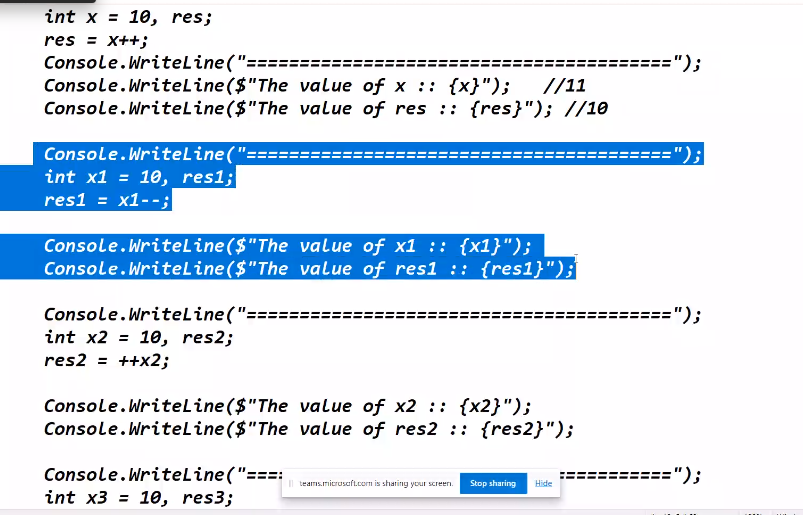 int x = 10, res;
res = x++;
Console.WriteLine("========================================");
Console.WriteLine($"The value of x :: {x}"); //11
Console.WriteLine($"The value of res :: {res}"); //10
Console.WriteLine("========================================");
int x1 = 10, res1;
res1 = x1--;
Console.WriteLine($"The value of x1 :: {x1}");
Console.WriteLine($"The value of res1 :: {res1}");
Console.WriteLine("========================================");
int x2 = 10, res2;
res2 = ++x2;
Console.WriteLine($"The value of x2 :: {x2}");
Console.WriteLine($"The value of res2 :: {res2}");
Console.WriteLine("==== ===========");
teams.microsoft.com is sharing your screen. Stop sharing Hide
int x3 = 10, res3;